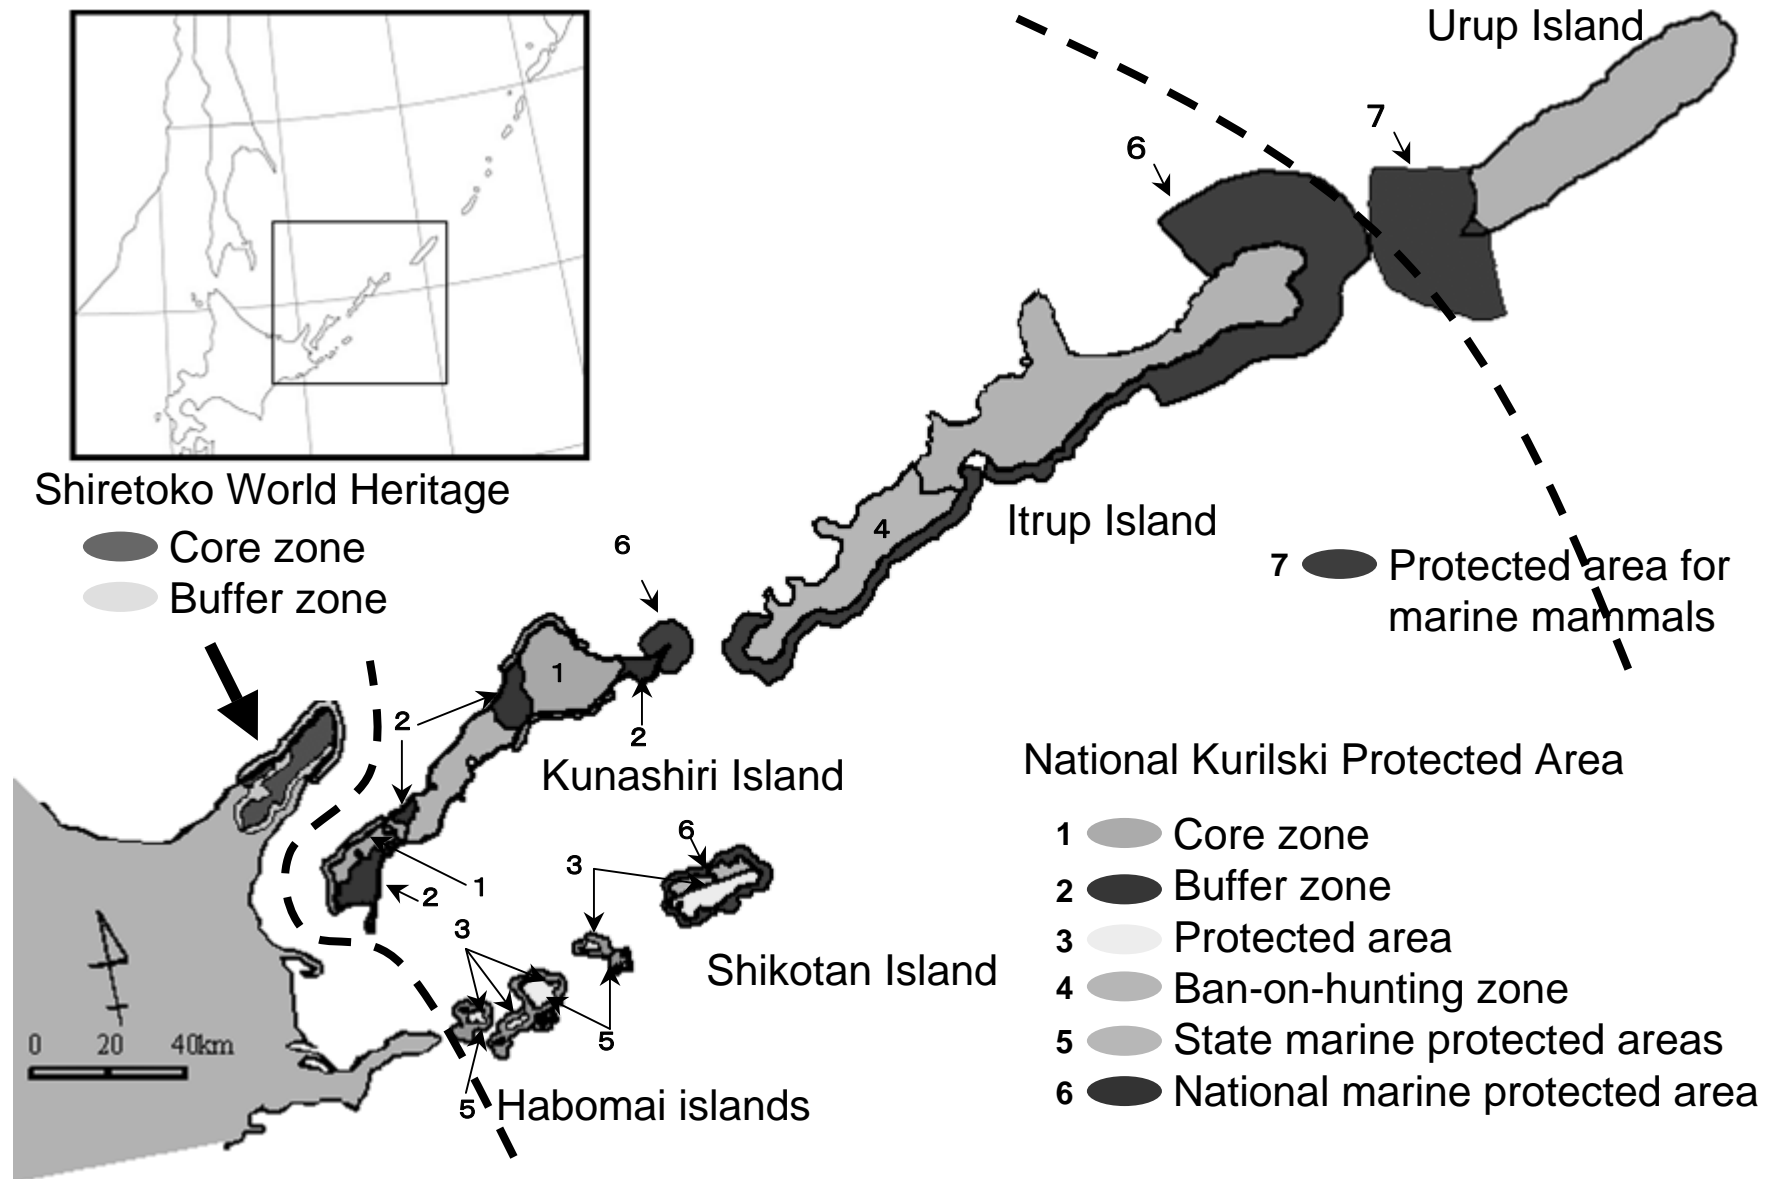 Urup Island
7
6
Shiretoko World Heritage
Core zone
Buffer zone
4
Itrup Island
6
7 Protected area for
marine mammals
1
2
2
Kunashiri Island
National Kurilski Protected Area
1 Core zone
2 Buffer zone
3 Protected area
4 Ban-on-hunting zone
5 State marine protected areas
6 National marine protected area
6
3
1
2
3
Shikotan Island
5
0 20 40km
5
Habomai islands